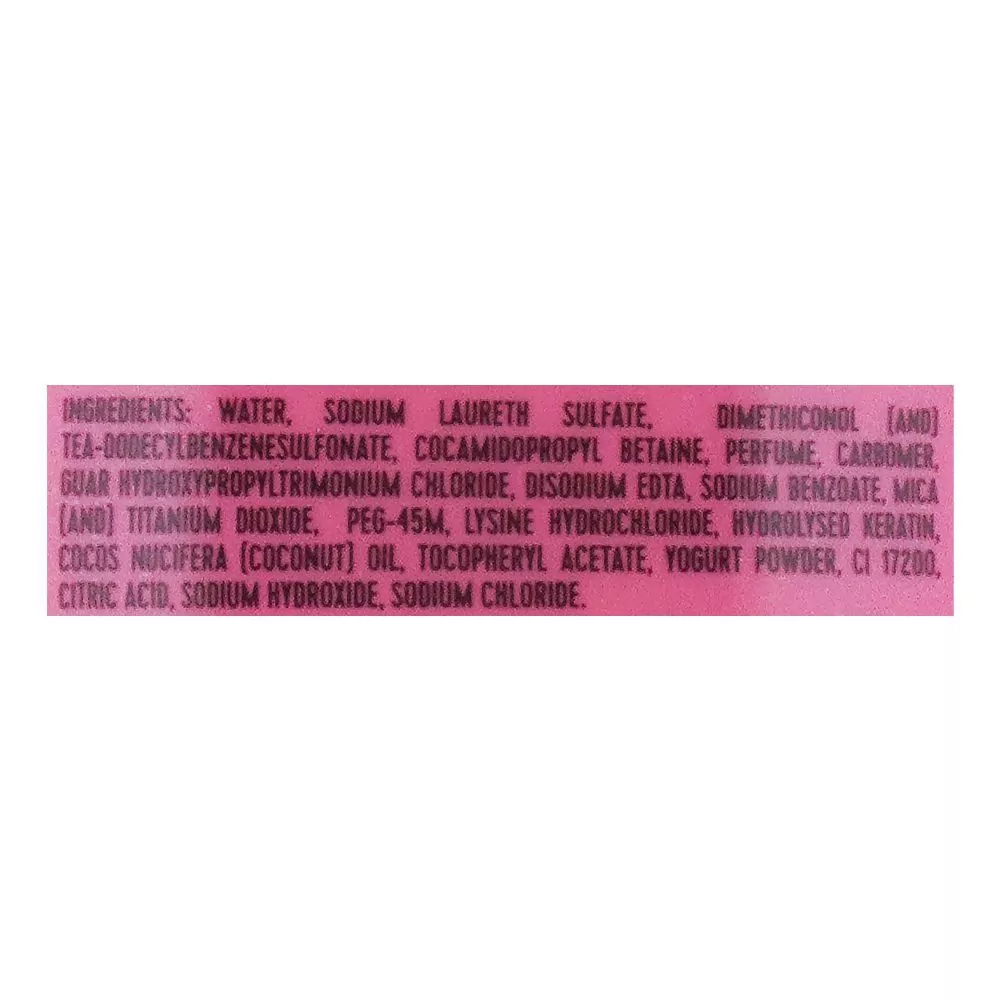 INGREDIENTS: WATER, SODIUM LAURETH SULFATE, DIMETHICONOL (AND)
TEA-DODECYLBENZENESULFONATE, COCAMIDOPROPYL BETAINE, PERFUME, CARBOMER,
GUAR HYDROXYPROPYLTRIMONIUM CHLORIDE, DISODIUM EDTA, SODIUM BENZOATE, MICA
(AND) TITANIUM DIOXIDE, PEG-45M, LYSINE HYDROCHLORIDE, HYDROLYSED KERATIN,
COCOS NUCIFERA (COCONUT) OIL, TOCOPHERYL ACETATE, YOGURT POWDER, CI 17200,
CITRIC ACID, SODIUM HYDROXIDE, SODIUM CHLORIDE.